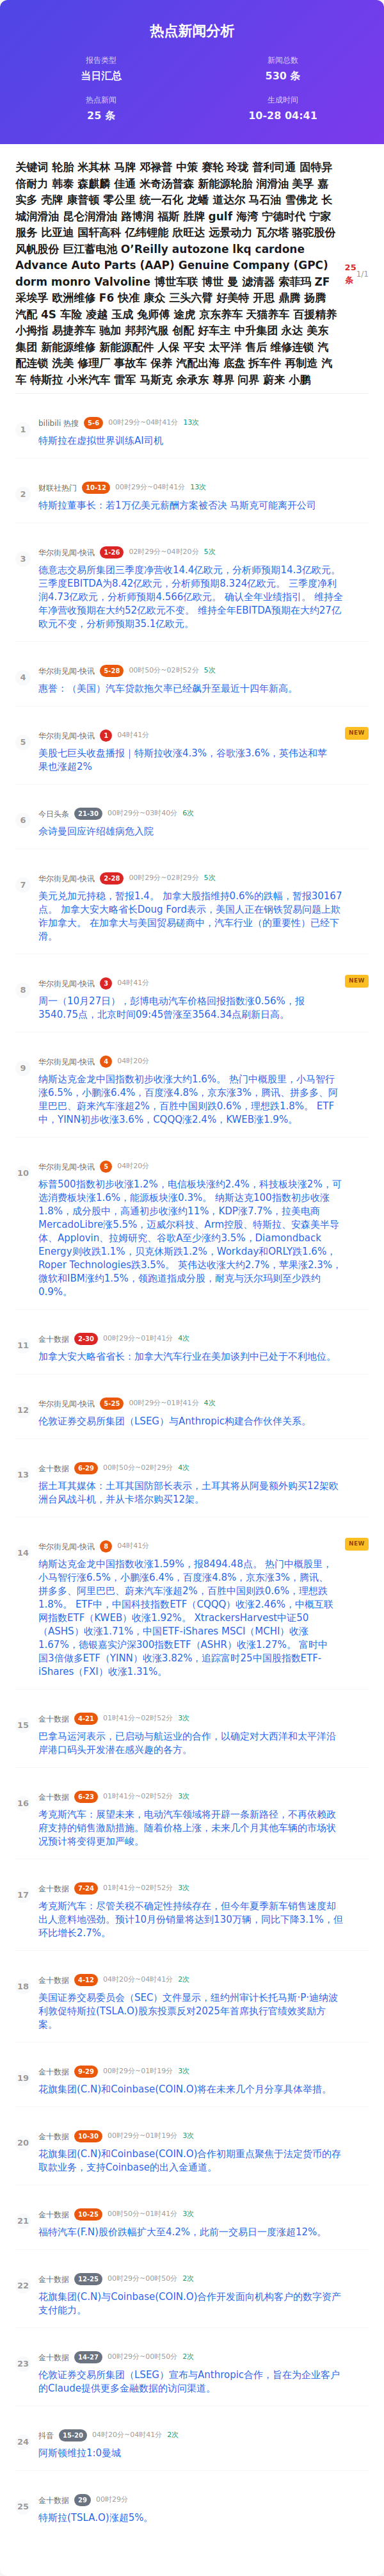 热点新闻分析
报告类型
当日汇总
新闻总数
530 条
热点新闻
25 条
生成时间
10-28 04:41
关键词 轮胎 米其林 马牌 邓禄普 中策 赛轮 玲珑 普利司通 固特异
倍耐力 韩泰 森麒麟 佳通 米奇汤普森 新能源轮胎 润滑油 美孚 嘉
实多 壳牌 康普顿 零公里 统一石化 龙蟠 道达尔 马石油 雪佛龙 长
城润滑油 昆仑润滑油 路博润 福斯 胜牌 gulf 海湾 宁德时代 宁家
服务 比亚迪 国轩高科 亿纬锂能 欣旺达 远景动力 瓦尔塔 骆驼股份
风帆股份 巨江蓄电池 O’Reilly autozone lkq cardone
Advance Auto Parts (AAP) Genuine Company (GPC)
dorm monro Valvoline 博世车联 博世 曼 滤清器 索菲玛 ZF
采埃孚 欧洲维修 F6 快准 康众 三头六臂 好美特 开思 鼎腾 扬腾
汽配 4S 车险 凌越 玉成 兔师傅 途虎 京东养车 天猫养车 百援精养
小拇指 易捷养车 驰加 邦邦汽服 创配 好车主 中升集团 永达 美东
集团 新能源维修 新能源配件 人保 平安 太平洋 售后 维修连锁 汽
配连锁 洗美 修理厂 事故车 保养 汽配出海 底盘 拆车件 再制造 汽
车 特斯拉 小米汽车 雷军 马斯克 余承东 尊界 问界 蔚来 小鹏
25
条
1/1
1
bilibili 热搜 5-6 00时29分~04时41分 13次
特斯拉在虚拟世界训练AI司机
2
财联社热门 10-12 00时29分~04时41分 13次
特斯拉董事长：若1万亿美元薪酬方案被否决 马斯克可能离开公司
3
华尔街见闻-快讯 1-26 02时29分~04时20分 5次
德意志交易所集团三季度净营收14.4亿欧元，分析师预期14.3亿欧元。
三季度EBITDA为8.42亿欧元，分析师预期8.324亿欧元。 三季度净利
润4.73亿欧元，分析师预期4.566亿欧元。 确认全年业绩指引。 维持全
年净营收预期在大约52亿欧元不变。 维持全年EBITDA预期在大约27亿
欧元不变，分析师预期35.1亿欧元。
4
华尔街见闻-快讯 5-28 00时50分~02时52分 5次
惠誉：（美国）汽车贷款拖欠率已经飙升至最近十四年新高。
5
华尔街见闻-快讯 1 04时41分
NEW
美股七巨头收盘播报｜特斯拉收涨4.3%，谷歌涨3.6%，英伟达和苹
果也涨超2%
6
今日头条 21-30 00时29分~03时40分 6次
佘诗曼回应许绍雄病危入院
7
华尔街见闻-快讯 2-28 00时29分~02时29分 5次
美元兑加元持稳，暂报1.4。 加拿大股指维持0.6%的跌幅，暂报30167
点。 加拿大安大略省长Doug Ford表示，美国人正在钢铁贸易问题上欺
诈加拿大。 在加拿大与美国贸易磋商中，汽车行业（的重要性）已经下
滑。
8
华尔街见闻-快讯 3 04时41分
NEW
周一（10月27日），彭博电动汽车价格回报指数涨0.56%，报
3540.75点，北京时间09:45曾涨至3564.34点刷新日高。
9
华尔街见闻-快讯 4 04时20分
纳斯达克金龙中国指数初步收涨大约1.6%。 热门中概股里，小马智行
涨6.5%，小鹏涨6.4%，百度涨4.8%，京东涨3%，腾讯、拼多多、阿
里巴巴、蔚来汽车涨超2%，百胜中国则跌0.6%，理想跌1.8%。 ETF
中，YINN初步收涨3.6%，CQQQ涨2.4%，KWEB涨1.9%。
10
华尔街见闻-快讯 5 04时20分
标普500指数初步收涨1.2%，电信板块涨约2.4%，科技板块涨2%，可
选消费板块涨1.6%，能源板块涨0.3%。 纳斯达克100指数初步收涨
1.8%，成分股中，高通初步收涨约11%，KDP涨7.7%，拉美电商
MercadoLibre涨5.5%，迈威尔科技、Arm控股、特斯拉、安森美半导
体、Applovin、拉姆研究、谷歌A至少涨约3.5%，Diamondback
Energy则收跌1.1%，贝克休斯跌1.2%，Workday和ORLY跌1.6%，
Roper Technologies跌3.5%。 英伟达收涨大约2.7%，苹果涨2.3%，
微软和IBM涨约1.5%，领跑道指成分股，耐克与沃尔玛则至少跌约
0.9%。
11
金十数据 2-30 00时29分~01时41分 4次
加拿大安大略省省长：加拿大汽车行业在美加谈判中已处于不利地位。
12
华尔街见闻-快讯 5-25 00时29分~01时41分 4次
伦敦证券交易所集团（LSEG）与Anthropic构建合作伙伴关系。
13
金十数据 6-29 00时50分~02时29分 4次
据土耳其媒体：土耳其国防部长表示，土耳其将从阿曼额外购买12架欧
洲台风战斗机，并从卡塔尔购买12架。
14
华尔街见闻-快讯 8 04时41分
NEW
纳斯达克金龙中国指数收涨1.59%，报8494.48点。 热门中概股里，
小马智行涨6.5%，小鹏涨6.4%，百度涨4.8%，京东涨3%，腾讯、
拼多多、阿里巴巴、蔚来汽车涨超2%，百胜中国则跌0.6%，理想跌
1.8%。 ETF中，中国科技指数ETF（CQQQ）收涨2.46%，中概互联
网指数ETF（KWEB）收涨1.92%。 XtrackersHarvest中证50
（ASHS）收涨1.71%，中国ETF-iShares MSCI（MCHI）收涨
1.67%，德银嘉实沪深300指数ETF（ASHR）收涨1.27%。 富时中
国3倍做多ETF（YINN）收涨3.82%，追踪富时25中国股指数ETF-
iShares（FXI）收涨1.31%。
15
金十数据 4-21 01时41分~02时52分 3次
巴拿马运河表示，已启动与航运业的合作，以确定对大西洋和太平洋沿
岸港口码头开发潜在感兴趣的各方。
16
金十数据 6-23 01时41分~02时52分 3次
考克斯汽车：展望未来，电动汽车领域将开辟一条新路径，不再依赖政
府支持的销售激励措施。随着价格上涨，未来几个月其他车辆的市场状
况预计将变得更加严峻。
17
金十数据 7-24 01时41分~02时52分 3次
考克斯汽车：尽管关税不确定性持续存在，但今年夏季新车销售速度却
出人意料地强劲。预计10月份销量将达到130万辆，同比下降3.1%，但
环比增长2.7%。
18
金十数据 4-12 04时20分~04时41分 2次
美国证券交易委员会（SEC）文件显示，纽约州审计长托马斯·P·迪纳波
利敦促特斯拉(TSLA.O)股东投票反对2025年首席执行官绩效奖励方
案。
19
金十数据 9-29 00时29分~01时19分 3次
花旗集团(C.N)和Coinbase(COIN.O)将在未来几个月分享具体举措。
20
金十数据 10-30 00时29分~01时19分 3次
花旗集团(C.N)和Coinbase(COIN.O)合作初期重点聚焦于法定货币的存
取款业务，支持Coinbase的出入金通道。
21
金十数据 10-25 00时50分~01时41分 3次
福特汽车(F.N)股价跌幅扩大至4.2%，此前一交易日一度涨超12%。
22
金十数据 12-25 00时29分~00时50分 2次
花旗集团(C.N)与Coinbase(COIN.O)合作开发面向机构客户的数字资产
支付能力。
23
金十数据 14-27 00时29分~00时50分 2次
伦敦证券交易所集团（LSEG）宣布与Anthropic合作，旨在为企业客户
的Claude提供更多金融数据的访问渠道。
24
抖音 15-20 04时20分~04时41分 2次
阿斯顿维拉1:0曼城
25
金十数据 29 00时29分
特斯拉(TSLA.O)涨超5%。